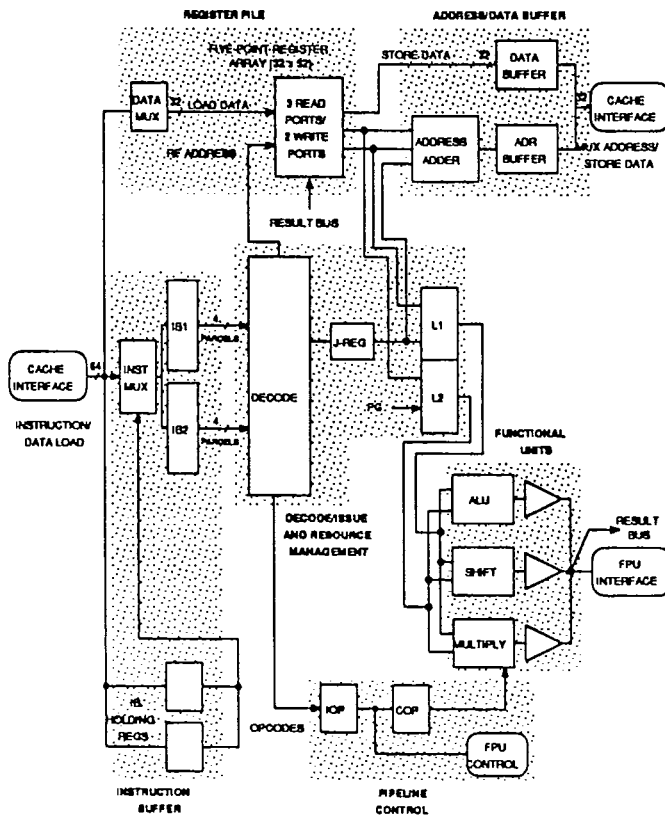 REGISTER FILE
ADDRESS/DATA BUFFER
FIVE-POINT REGISTER
ARRAY
STORE DATA
32
DATA
BUFFER
DATA
MUX
32
LOAD DATA
3 READ
PORTS/
2 WRITE
PORTS
CACHE
INTERFACE
RF ADDRESS
ADDRESS
ADDER
ADR
BUFFER
MUX ADDRESS/
STORE DATA
RESULT BUS
IB1
4
PARCELS
DECODE
J-REG
L1
CACHE
INTERFACE
64
INST
MUX
L2
PC
INSTRUCTION/
DATA LOAD
IB2
4
PARCELS
FUNCTIONAL
UNITS
ALU
RESULT
BUS
DECODE/ISSUE
AND RESOURCE
MANAGEMENT
SHIFT
FPU
INTERFACE
MULTIPLY
IB,
HOLDING
REGS
OPCODES
IOP
COP
FPU
CONTROL
INSTRUCTION
BUFFER
PIPELINE
CONTROL